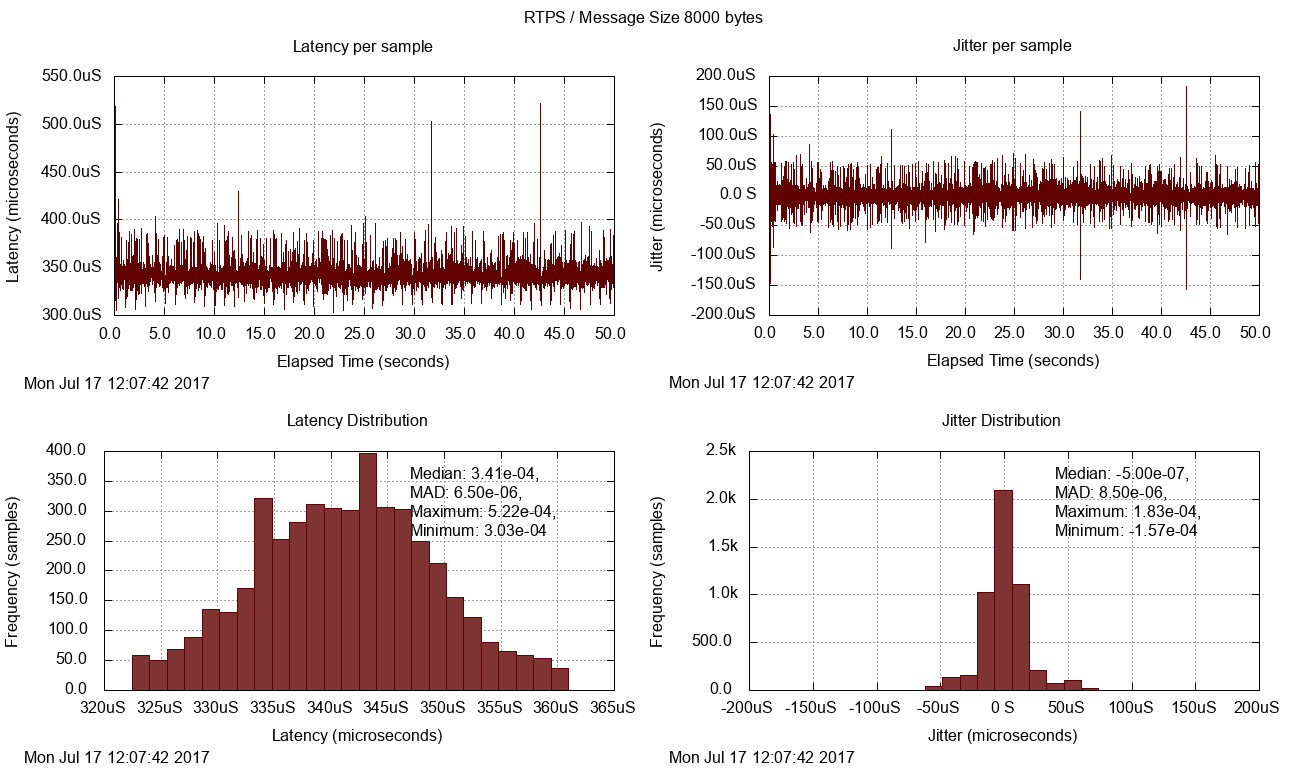 RTPS / Message Size 8000 bytes
Latency per sample
Latency (microseconds)
550.0uS
500.0uS
450.0uS
400.0uS
350.0uS
300.0uS
0.0 5.0 10.0 15.0 20.0 25.0 30.0 35.0 40.0 45.0 50.0
Elapsed Time (seconds)
Mon Jul 17 12:07:42 2017
Jitter per sample
Jitter (microseconds)
200.0uS
150.0uS
100.0uS
50.0uS
0.0 S
-50.0uS
-100.0uS
-150.0uS
-200.0uS
0.0 5.0 10.0 15.0 20.0 25.0 30.0 35.0 40.0 45.0 50.0
Elapsed Time (seconds)
Mon Jul 17 12:07:42 2017
Latency Distribution
Frequency (samples)
400.0
350.0
300.0
250.0
200.0
150.0
100.0
50.0
0.0
Median: 3.41e-04,
MAD: 6.50e-06,
Maximum: 5.22e-04,
Minimum: 3.03e-04
320uS 325uS 330uS 335uS 340uS 345uS 350uS 355uS 360uS 365uS
Latency (microseconds)
Mon Jul 17 12:07:42 2017
Jitter Distribution
Frequency (samples)
2.5k
2.0k
1.5k
1.0k
500.0
0.0
Median: -5.00e-07,
MAD: 8.50e-06,
Maximum: 1.83e-04,
Minimum: -1.57e-04
-200uS -150uS -100uS -50uS 0 S 50uS 100uS 150uS 200uS
Jitter (microseconds)
Mon Jul 17 12:07:42 2017